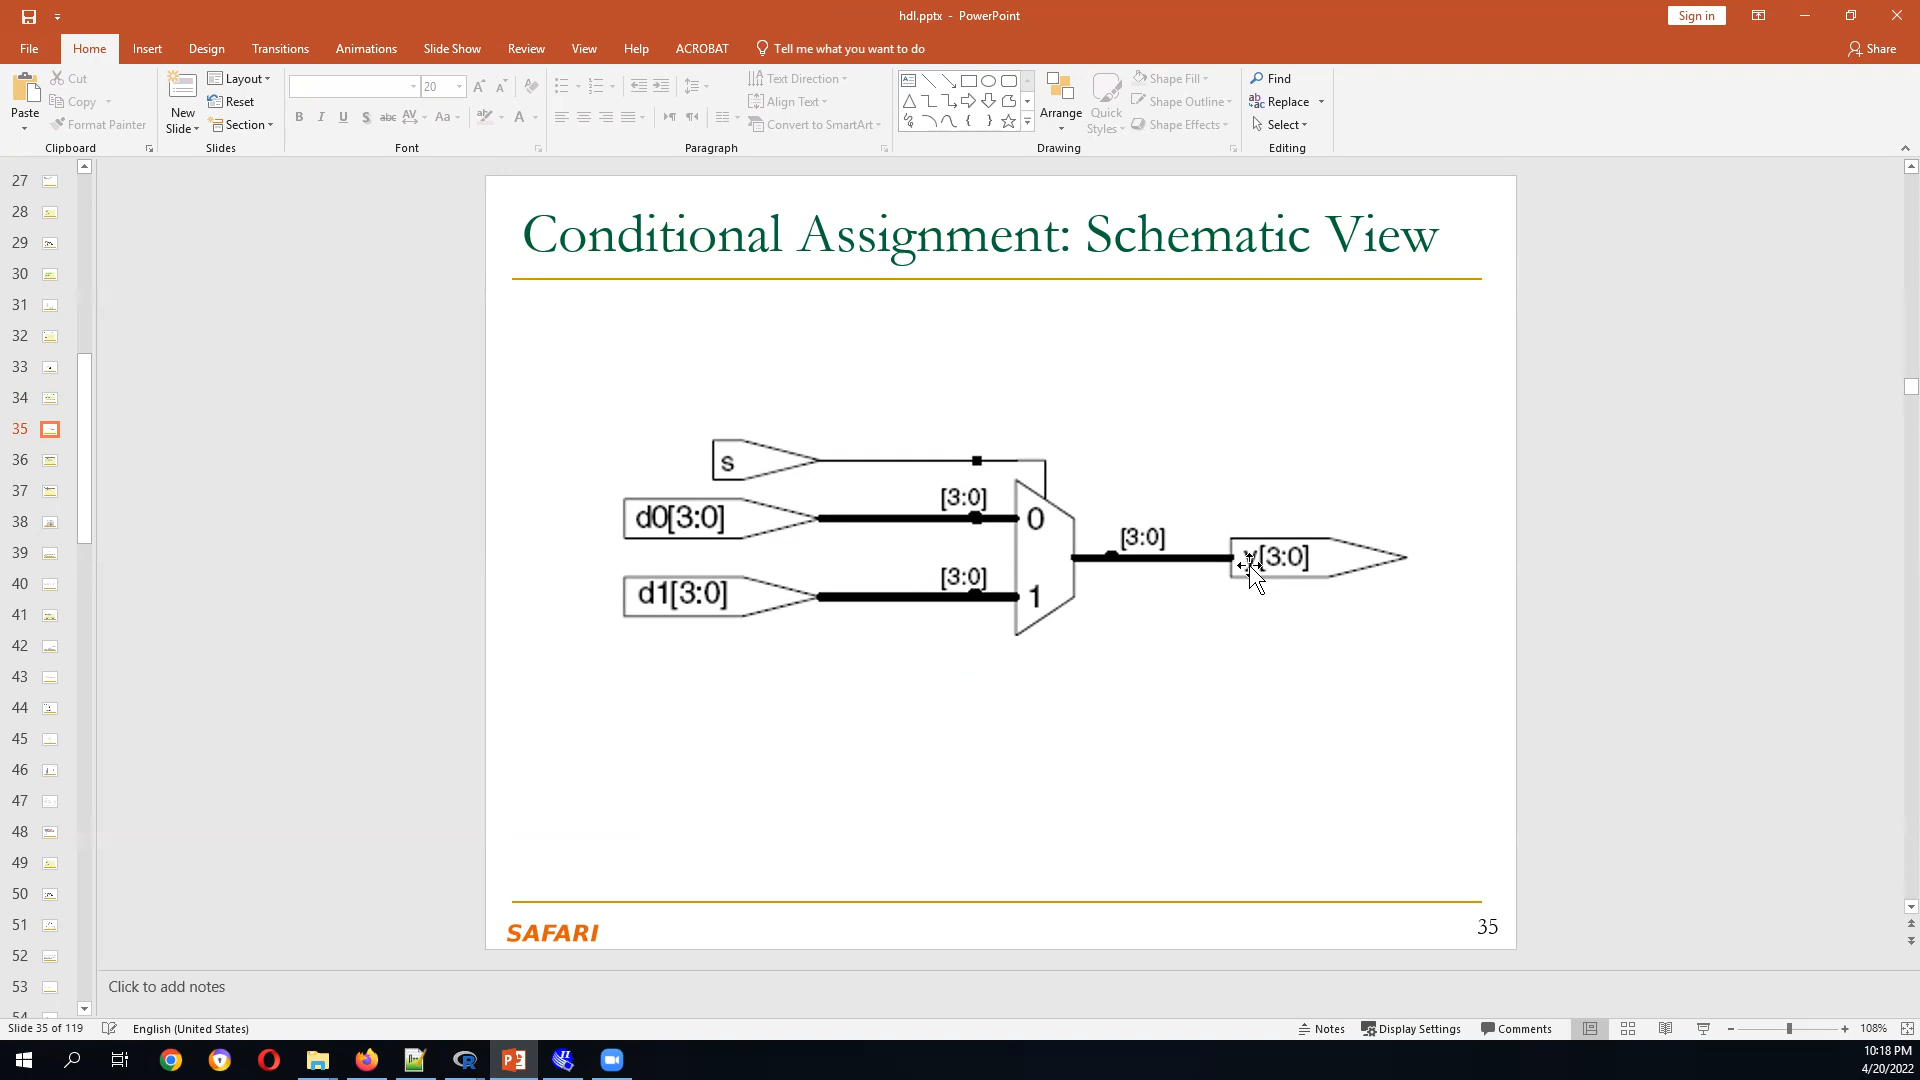 hdl.pptx - PowerPoint
Sign in
File Home Insert Design Transitions Animations Slide Show Review View Help ACROBAT Tell me what you want to do
Share
Paste
Cut
Copy
Format Painter
Clipboard
New
Slide
Layout
Reset
Section
Slides
20
Font
Paragraph
Text Direction
Align Text
Convert to SmartArt
Arrange
Quick
Styles
Shape Fill
Shape Outline
Shape Effects
Drawing
Find
Replace
Select
Editing
27
28
29
30
31
32
33
34
35
36
37
38
39
40
41
42
43
44
45
46
47
48
49
50
51
52
53
54
Conditional Assignment: Schematic View
s
d0[3:0]
[3:0]
0
d1[3:0]
[3:0]
1
[3:0]
y[3:0]
SAFARI
35
Click to add notes
Slide 35 of 119
English (United States)
Notes
Display Settings
Comments
108%
10:18 PM
4/20/2022